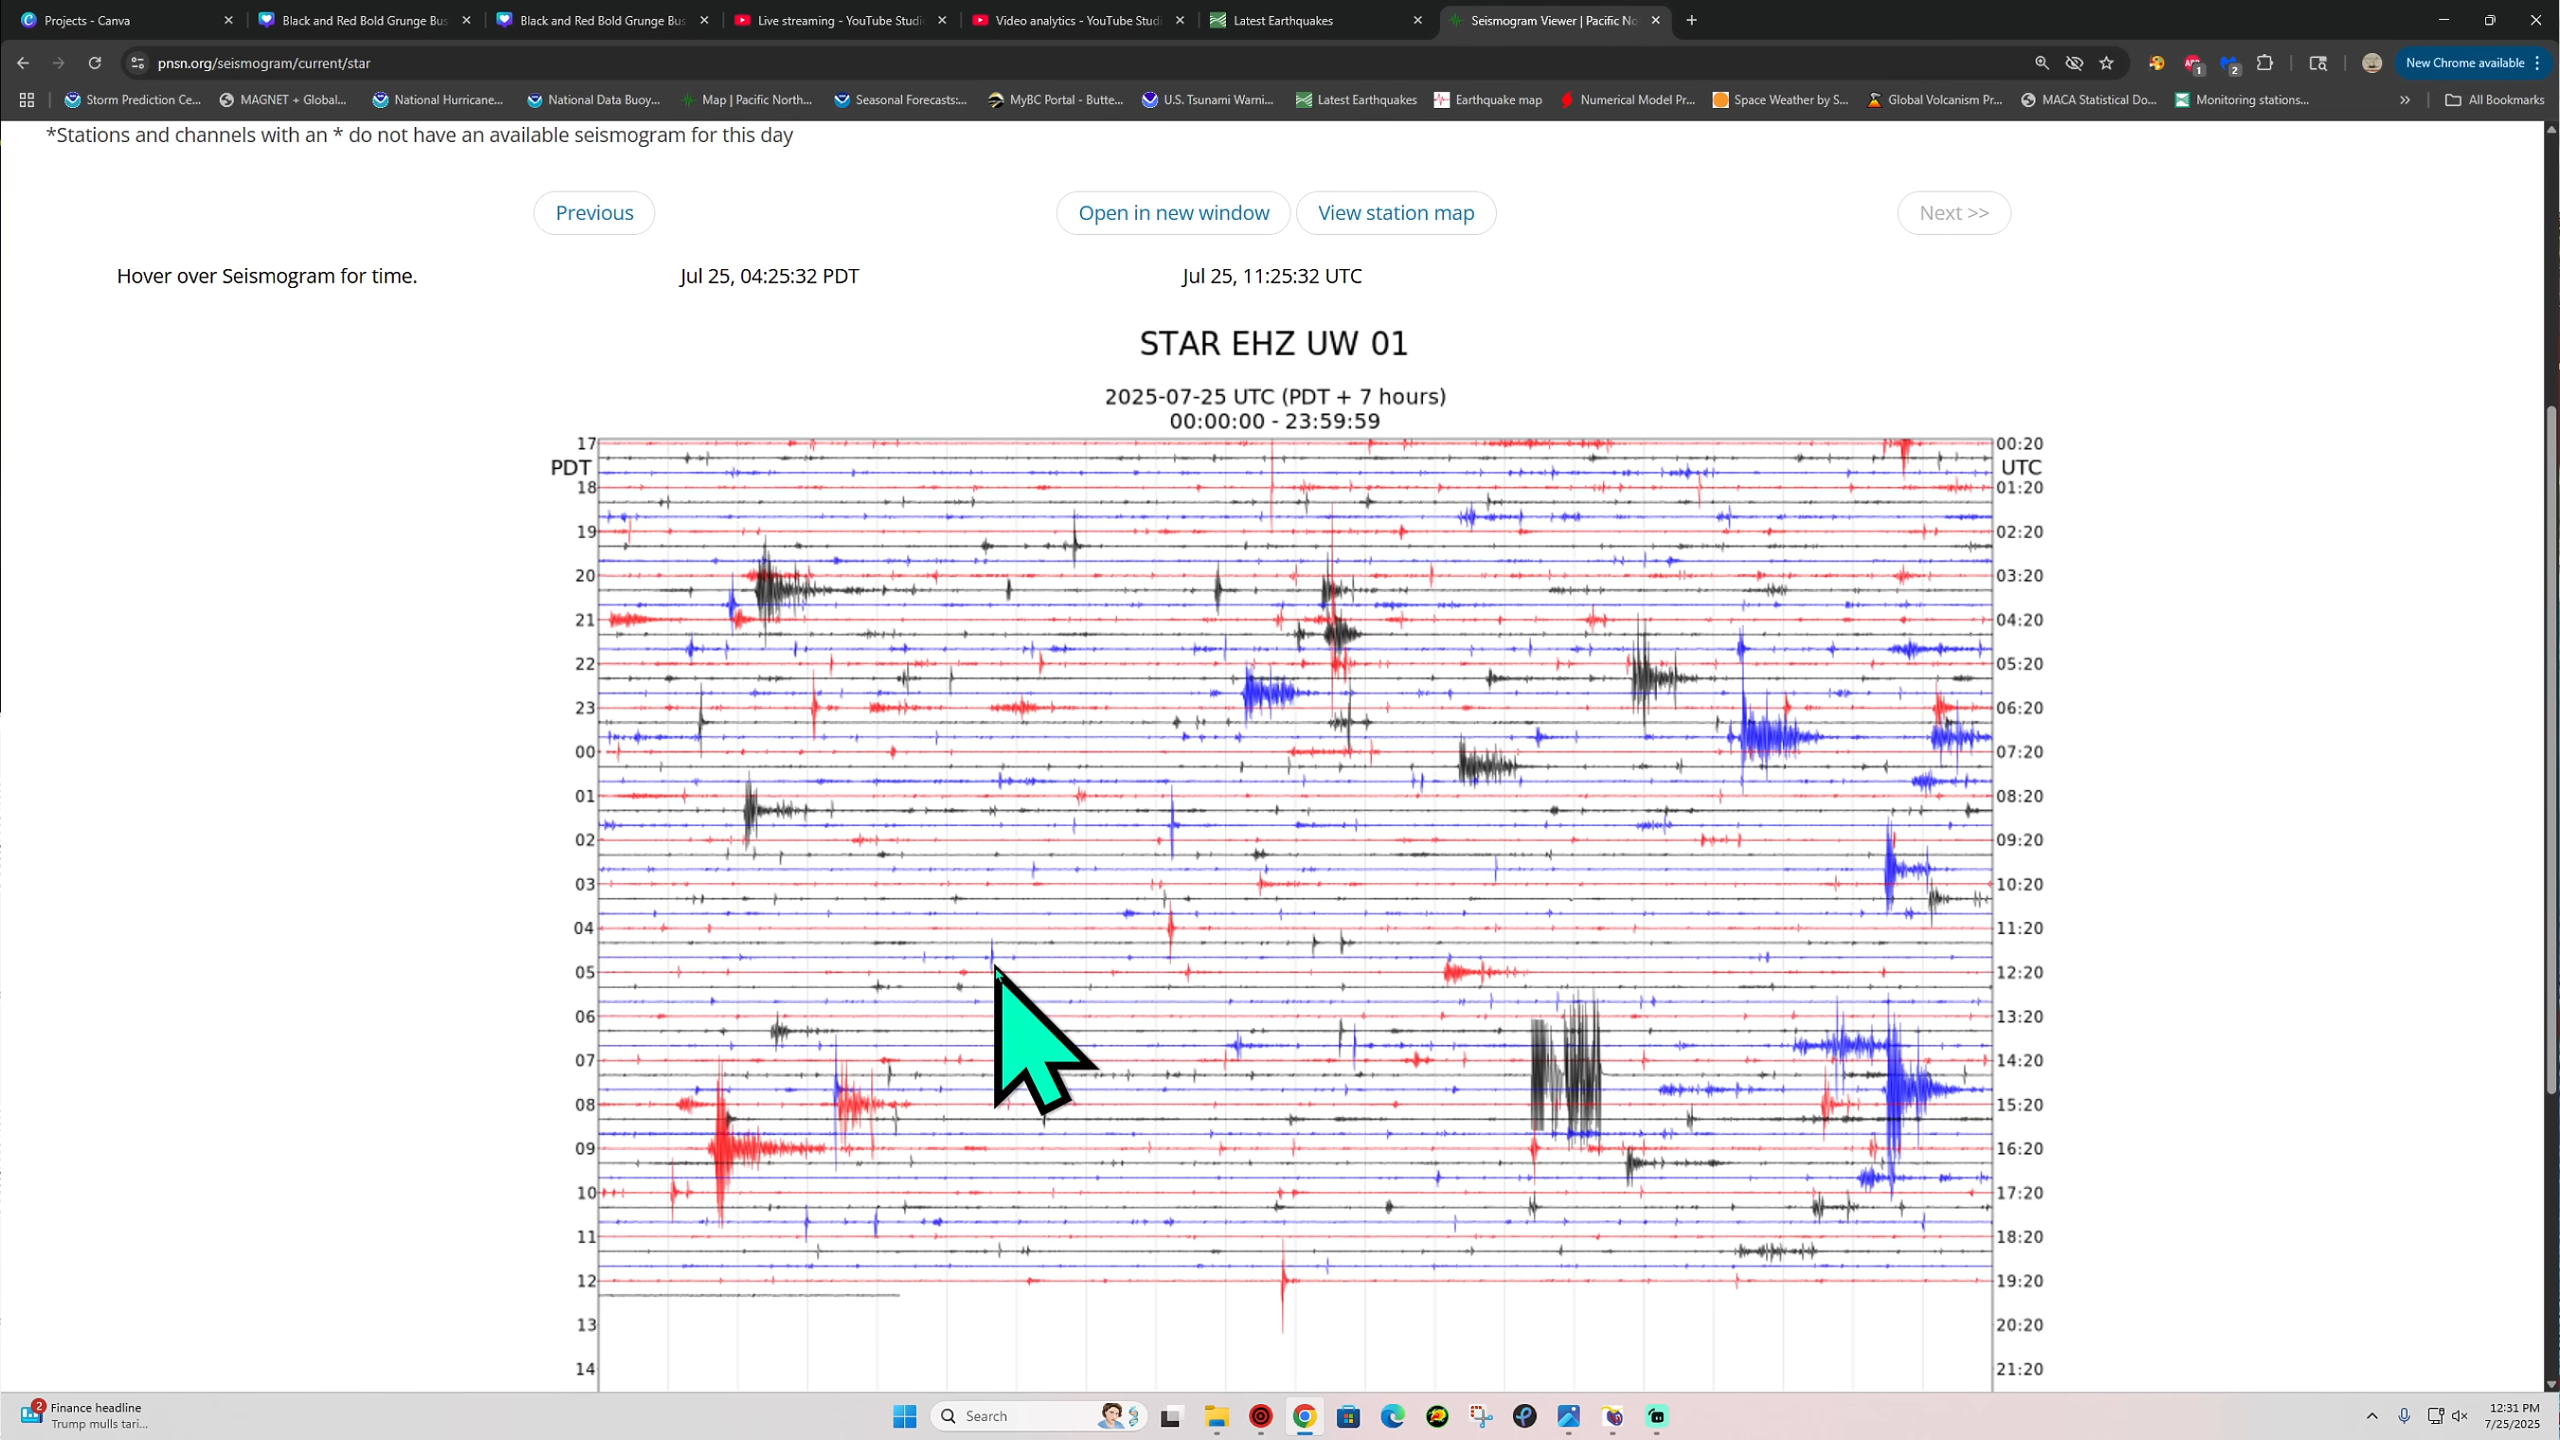 Projects - Canva
Black and Red Bold Grunge Bus
Black and Red Bold Grunge Bus
Live streaming - YouTube Studi
Video analytics - YouTube Studi
Latest Earthquakes
Seismogram Viewer | Pacific No
pnsn.org/seismogram/current/star
1
2
New Chrome available
Storm Prediction Ce...
MAGNET + Global...
National Hurricane...
National Data Buoy...
Map | Pacific North...
Seasonal Forecasts:...
MyBC Portal - Butte...
U.S. Tsunami Warni...
Latest Earthquakes
Earthquake map
Numerical Model Pr...
Space Weather by S...
Global Volcanism Pr...
MACA Statistical Do...
Monitoring stations...
All Bookmarks
*Stations and channels with an * do not have an available seismogram for this day
Previous
Open in new window
View station map
Next >>
Hover over Seismogram for time.
Jul 25, 04:25:32 PDT
Jul 25, 11:25:32 UTC
STAR EHZ UW 01
2025-07-25 UTC (PDT + 7 hours)
00:00:00 - 23:59:59
17 00:20
PDT UTC
18 01:20
19 02:20
20 03:20
21 04:20
22 05:20
23 06:20
00 07:20
01 08:20
02 09:20
03 10:20
04 11:20
05 12:20
06 13:20
07 14:20
08 15:20
09 16:20
10 17:20
11 18:20
12 19:20
13 20:20
14 21:20
2
Finance headline
Trump mulls tari...
Search
12:31 PM
7/25/2025